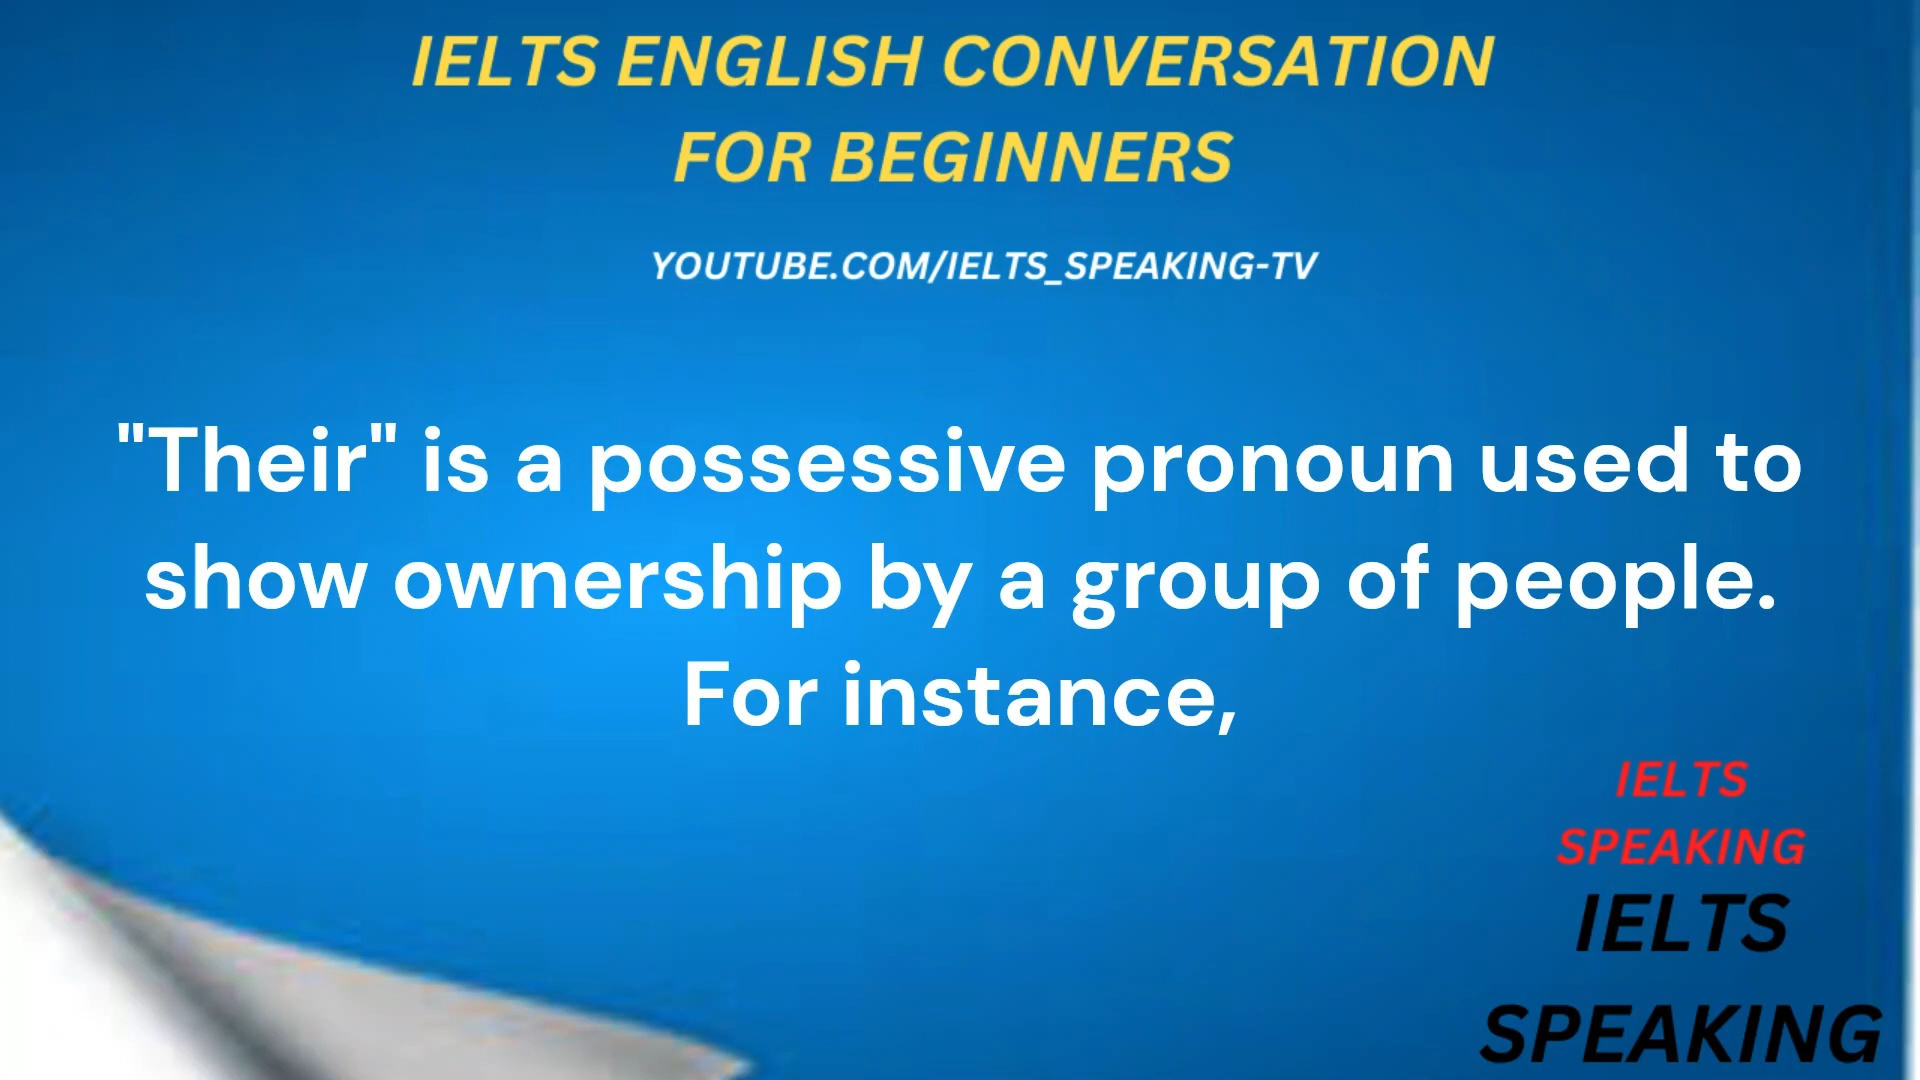 IELTS ENGLISH CONVERSATION
FOR BEGINNERS
YOUTUBE.COM/IELTS_SPEAKING-TV
"Their" is a possessive pronoun used to
show ownership by a group of people.
For instance,
IELTS
SPEAKING
IELTS
SPEAKING